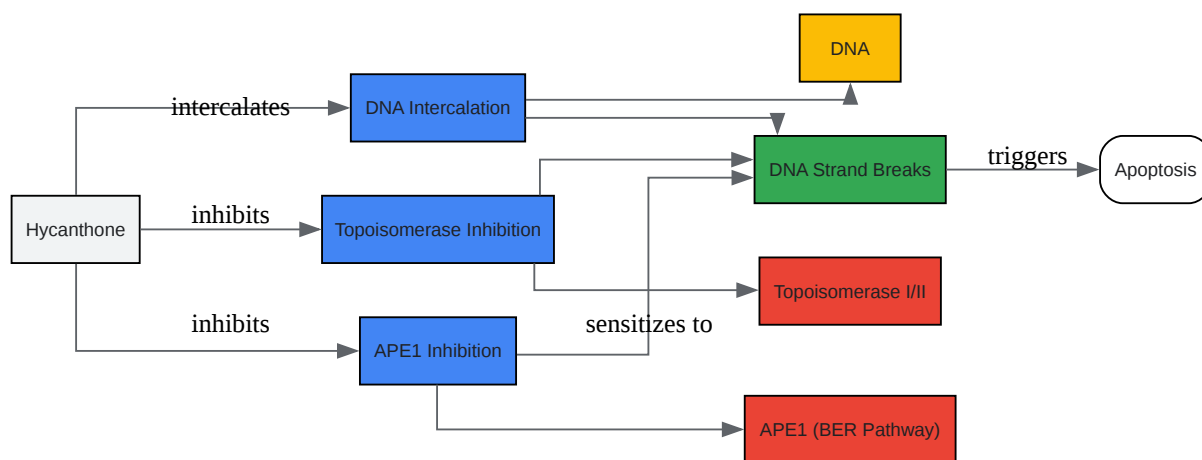 DNA
intercalates
DNA Intercalation
DNA Strand Breaks
triggers
Apoptosis
Hycanthone
inhibits
Topoisomerase Inhibition
Topoisomerase I/II
inhibits
sensitizes to
APE1 Inhibition
APE1 (BER Pathway)